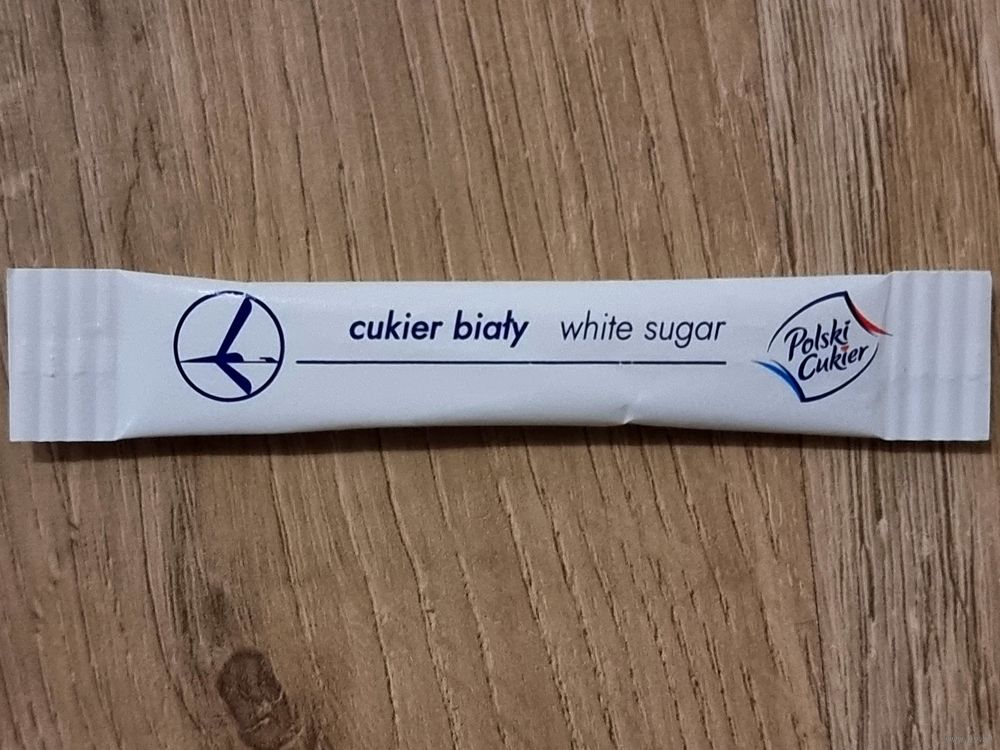 cukier biały white sugar
Polski
Cukier